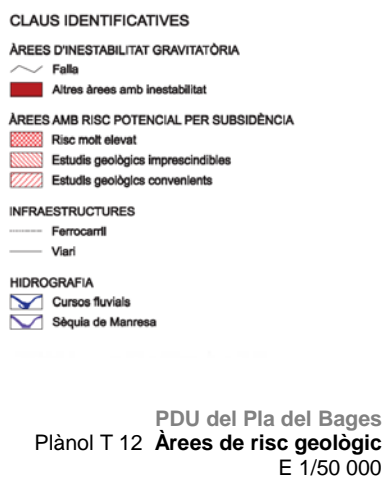 CLAUS IDENTIFICATIVES
ÀREES D'INESTABILITAT GRAVITATÒRIA
Falla
Altres àrees amb inestabilitat
ÀREES AMB RISC POTENCIAL PER SUBSIDÈNCIA
Risc molt elevat
Estudis geològics imprescindibles
Estudis geològics convenients
INFRAESTRUCTURES
Ferrocarril
Viari
HIDROGRAFIA
Cursos fluvials
Sèquia de Manresa
PDU del Pla del Bages
Plànol T 12 Àrees de risc geològic
E 1/50 000